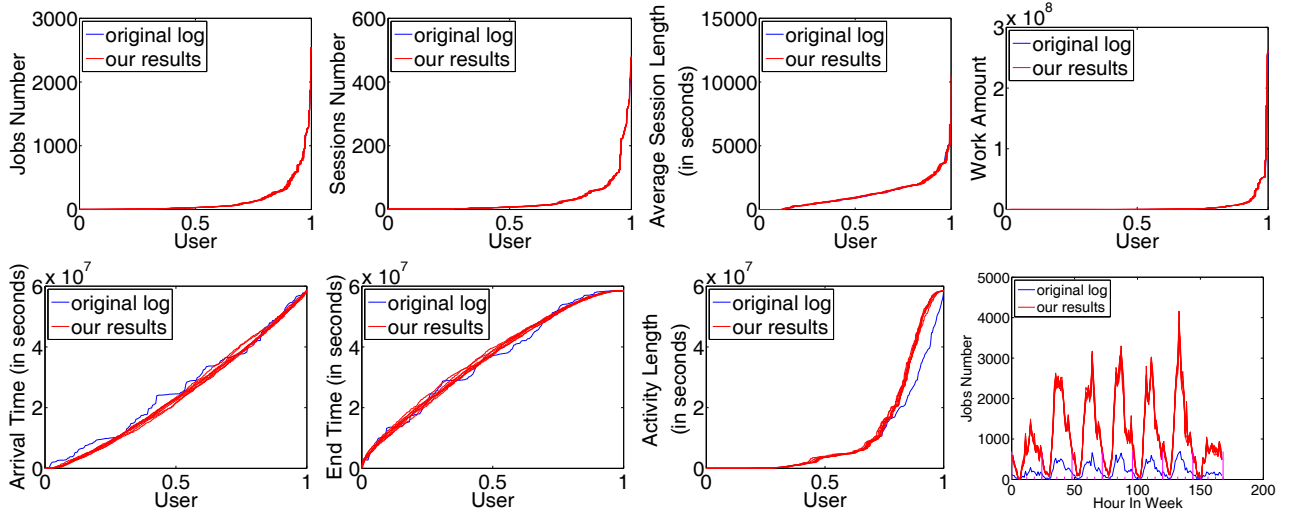 Jobs Number
3000
2000
1000
0
original log
our results
0
0.5
1
User
Sessions Number
600
400
200
0
original log
our results
0
0.5
1
User
Average Session Length
(in seconds)
15000
10000
5000
0
original log
our results
0
0.5
1
User
Work Amount
x 10^8
3
2
1
0
original log
our results
0
0.5
1
User
Arrival Time (in seconds)
x 10^7
6
4
2
0
original log
our results
0
0.5
1
User
End Time (in seconds)
x 10^7
6
4
2
0
original log
our results
0
0.5
1
User
Activity Length
(in seconds)
x 10^7
6
4
2
0
original log
our results
0
0.5
1
User
Jobs Number
5000
4000
3000
2000
1000
0
original log
our results
0
50
100
150
200
Hour In Week